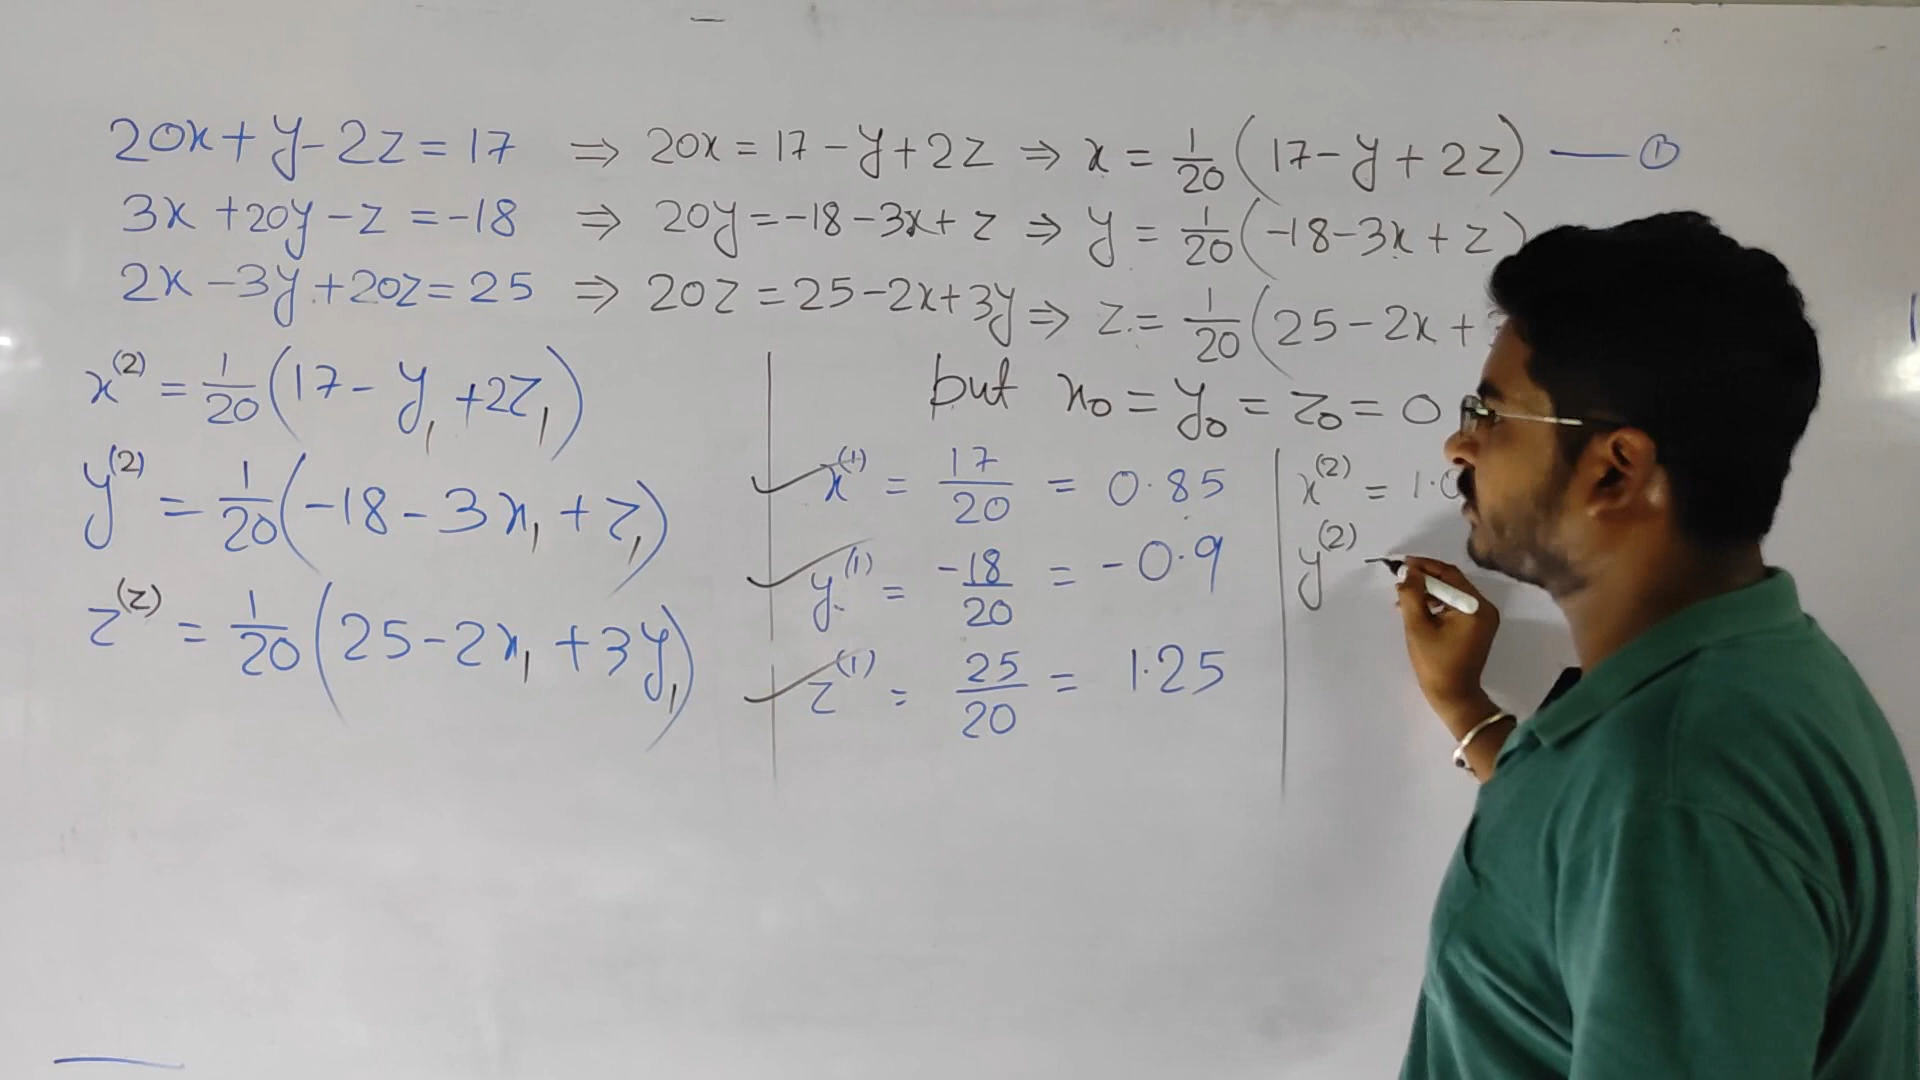 20x + y - 2z = 17 ⇒ 20x = 17 - y + 2z ⇒ x = 1/20 (17 - y + 2z) — ①
3x + 20y - z = -18 ⇒ 20y = -18 - 3x + z ⇒ y = 1/20 (-18 - 3x + z)
2x - 3y + 20z = 25 ⇒ 20z = 25 - 2x + 3y ⇒ z = 1/20 (25 - 2x +
x^(2) = 1/20 (17 - y₁ + 2z₁)
y^(2) = 1/20 (-18 - 3x₁ + z₁)
z^(2) = 1/20 (25 - 2x₁ + 3y₁)
but x₀ = y₀ = z₀ = 0
x^(1) = 17/20 = 0.85
y^(1) = -18/20 = -0.9
z^(1) = 25/20 = 1.25
x^(2) = 1.0
y^(2) -